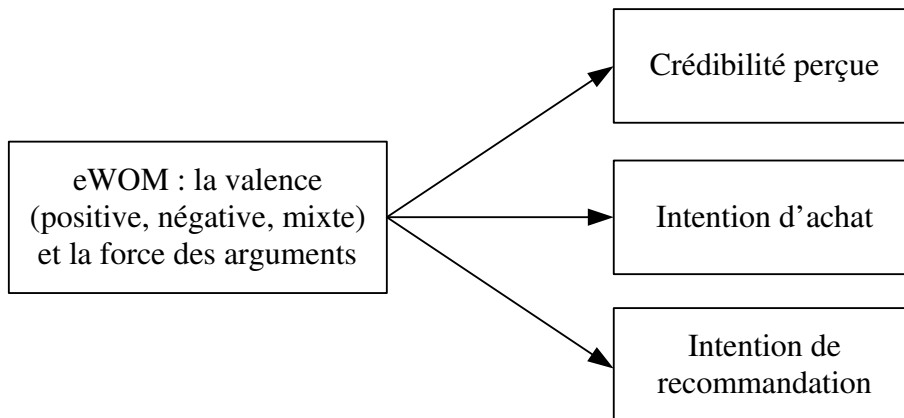 Crédibilité perçue
eWOM : la valence
(positive, négative, mixte)
et la force des arguments
Intention d’achat
Intention de
recommandation